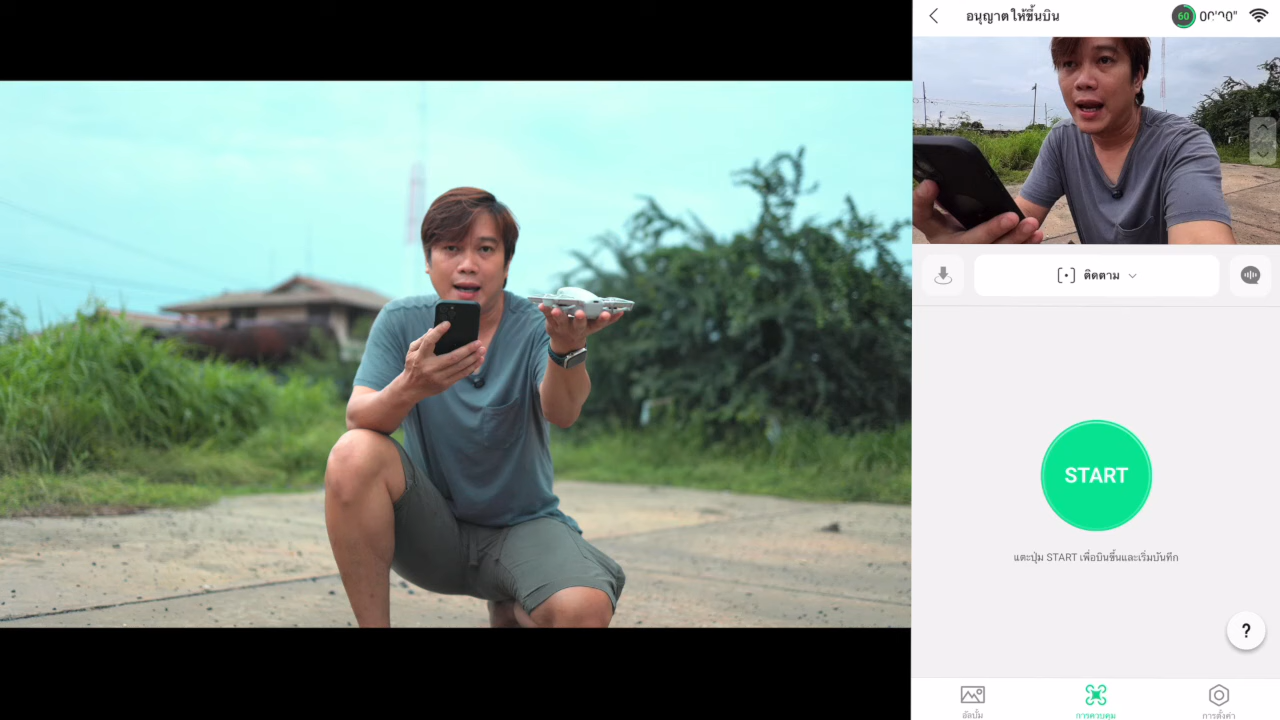 อนุญาตให้ขึ้นบิน
60
00'00"
ติดตาม
START
แตะปุ่ม START เพื่อบินขึ้นและเริ่มบันทึก
?
อัลบั้ม
การควบคุม
การตั้งค่า